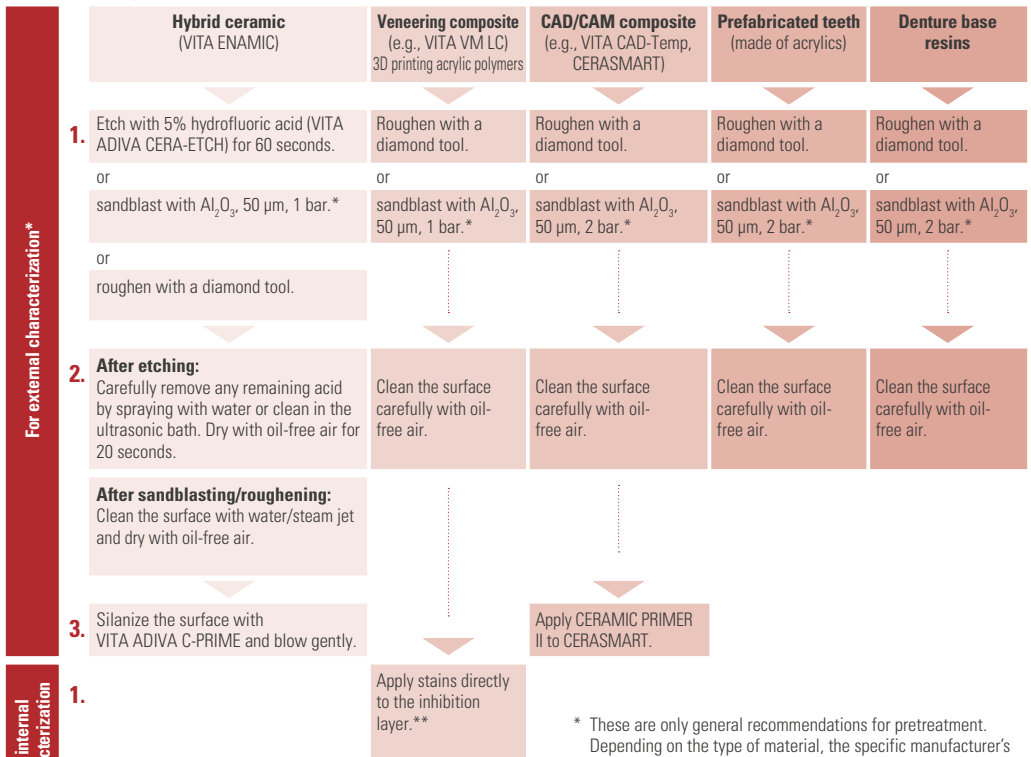 Hybrid ceramic
(VITA ENAMIC)
Veneering composite
(e.g., VITA VM LC)
3D printing acrylic polymers
CAD/CAM composite
(e.g., VITA CAD-Temp,
CERASMART)
Prefabricated teeth
(made of acrylics)
Denture base
resins
For external characterization*
1.
Etch with 5% hydrofluoric acid (VITA
ADIVA CERA-ETCH) for 60 seconds.
or
sandblast with Al₂O₃, 50 µm, 1 bar.*
or
roughen with a diamond tool.
Roughen with a
diamond tool.
or
sandblast with Al₂O₃,
50 µm, 1 bar.*
Roughen with a
diamond tool.
or
sandblast with Al₂O₃,
50 µm, 2 bar.*
Roughen with a
diamond tool.
or
sandblast with Al₂O₃,
50 µm, 2 bar.*
Roughen with a
diamond tool.
or
sandblast with Al₂O₃,
50 µm, 2 bar.*
2.
After etching:
Carefully remove any remaining acid
by spraying with water or clean in the
ultrasonic bath. Dry with oil-free air for
20 seconds.
After sandblasting/roughening:
Clean the surface with water/steam jet
and dry with oil-free air.
Clean the surface
carefully with oil-
free air.
Clean the surface
carefully with oil-
free air.
Clean the surface
carefully with oil-
free air.
Clean the surface
carefully with oil-
free air.
3.
Silanize the surface with
VITA ADIVA C-PRIME and blow gently.
Apply CERAMIC PRIMER
II to CERASMART.
internal
cterization
1.
Apply stains directly
to the inhibition
layer.**
* These are only general recommendations for pretreatment.
Depending on the type of material, the specific manufacturer's